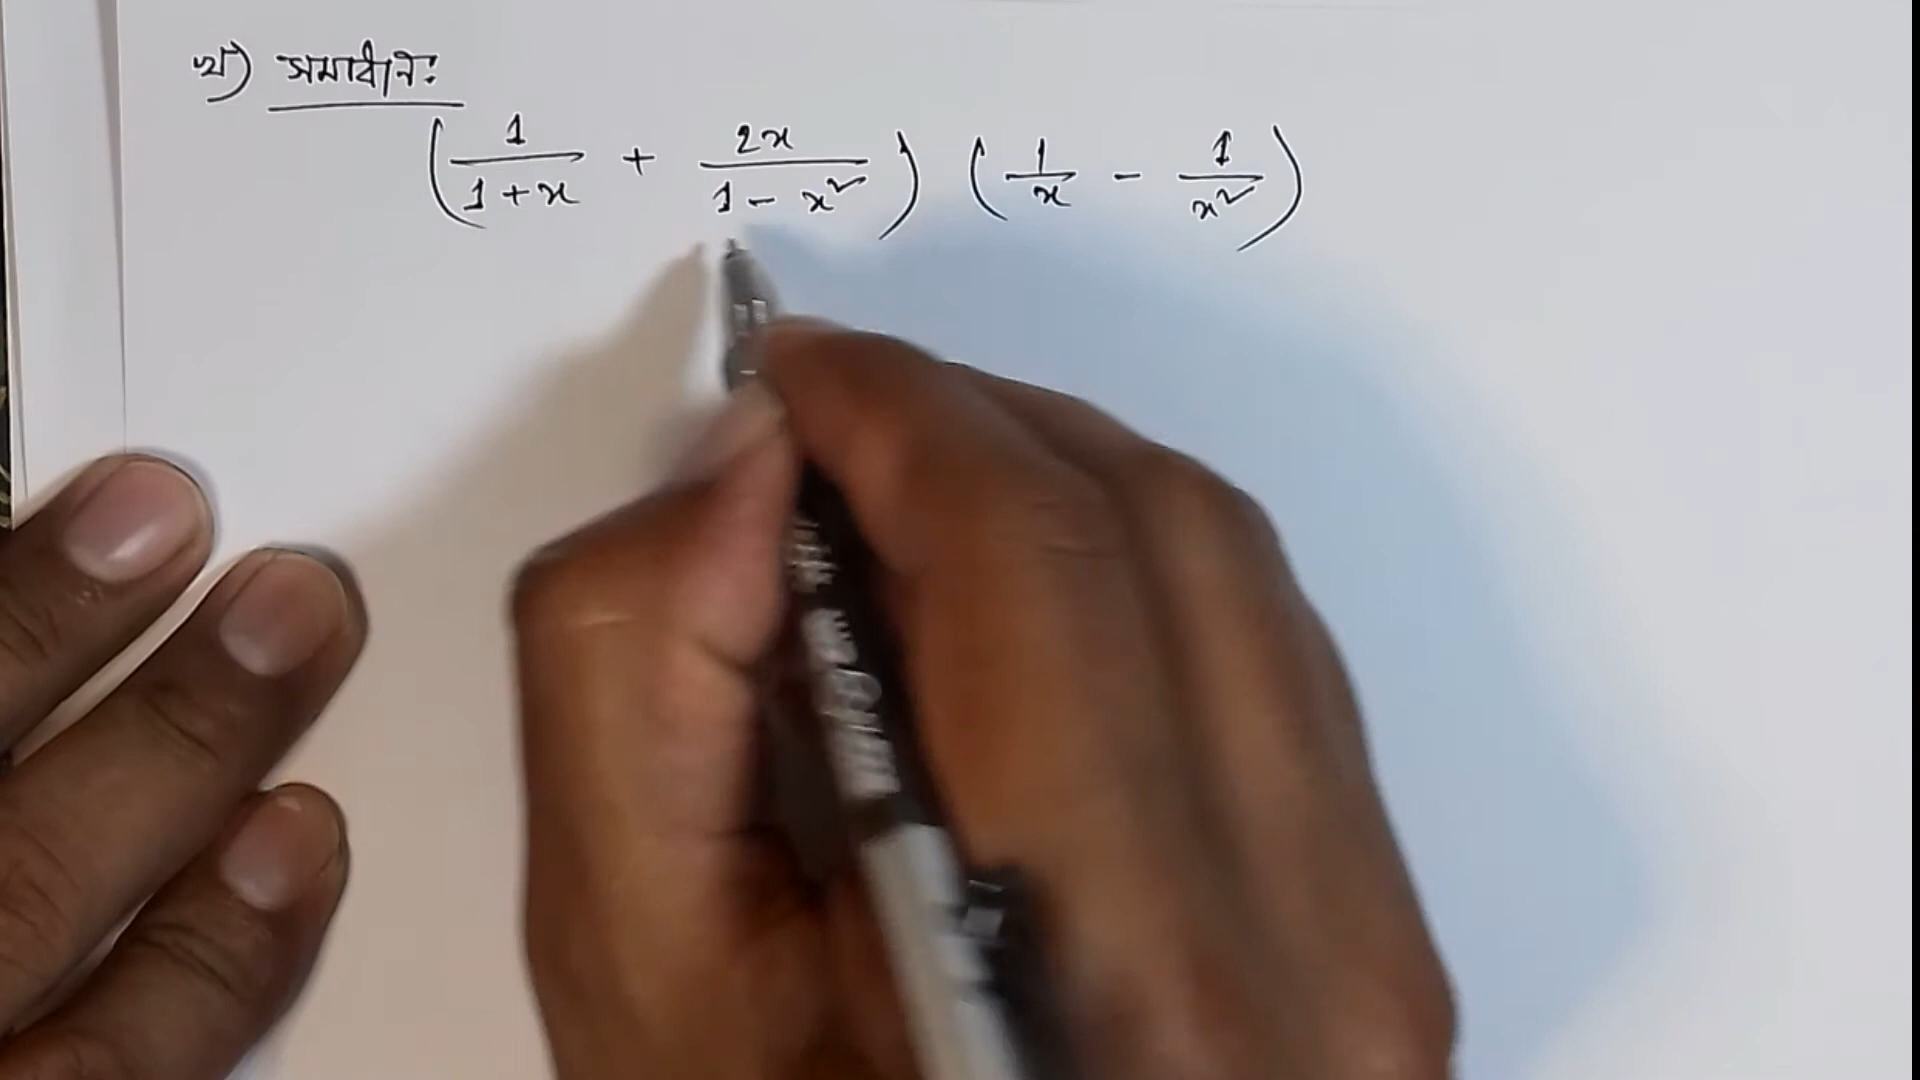 খ) সমাধান:
(1/(1+x) + 2x/(1-x²)) (1/x - 1/x²)